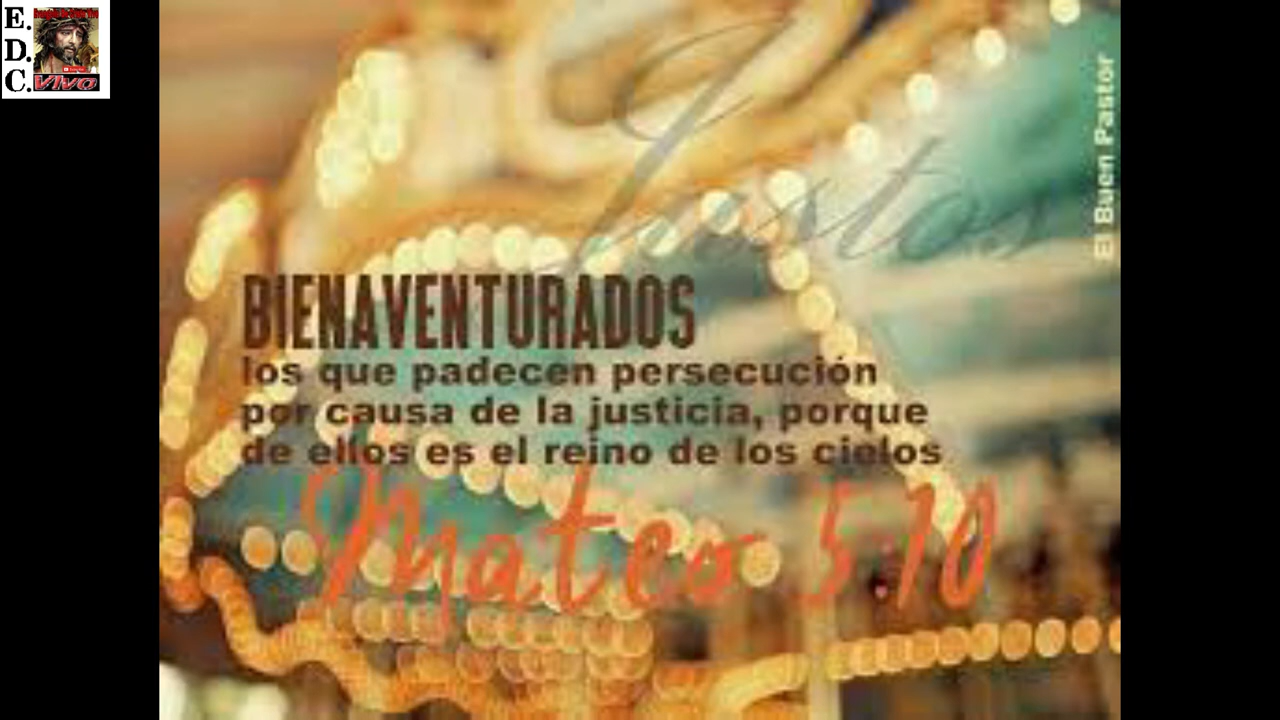 E.
D.
C. Vivo
Justos
El Buen Pastor
BIENAVENTURADOS
los que padecen persecución
por causa de la justicia, porque
de ellos es el reino de los cielos
Mateo 5:10